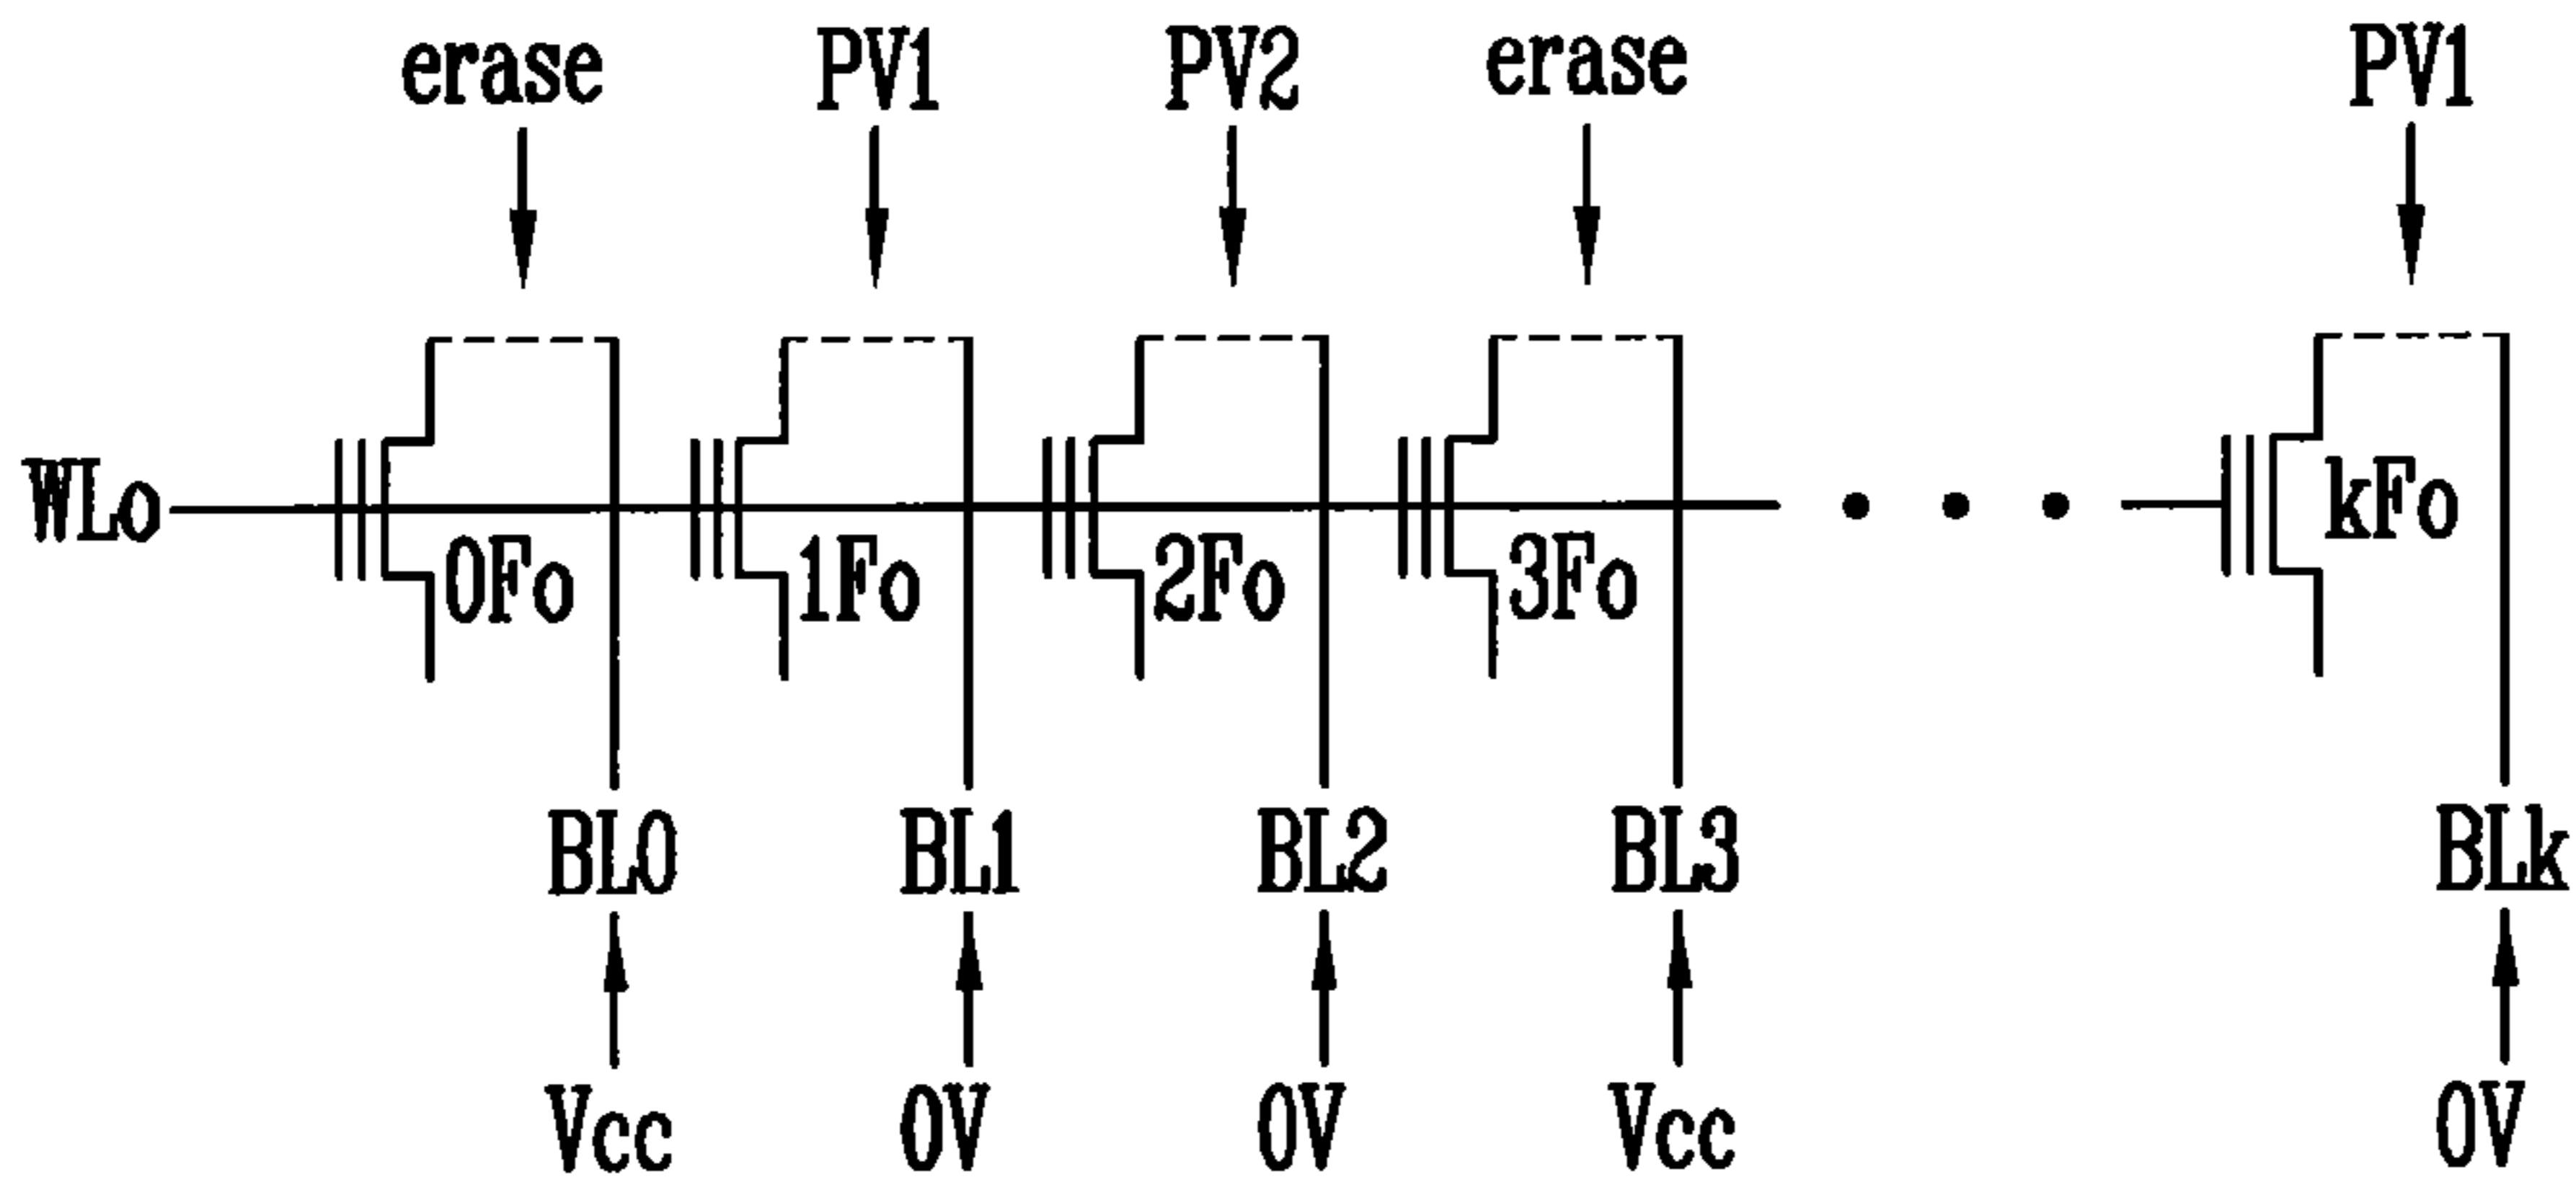 erase PV1 PV2 erase PV1
WLo
0Fo 1Fo 2Fo 3Fo kFo
BL0 BL1 BL2 BL3 BLk
Vcc 0V 0V Vcc 0V